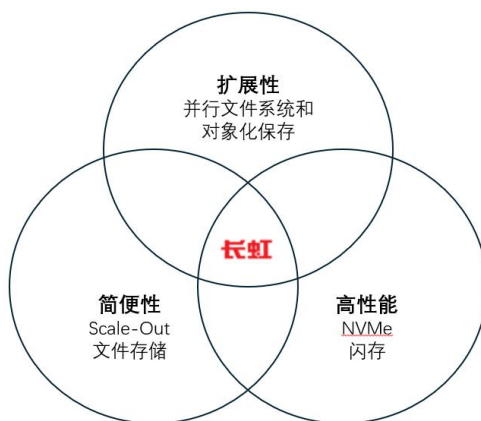 扩展性
并行文件系统和
对象化保存
长虹
简便性
Scale-Out
文件存储
高性能
NVMe
闪存